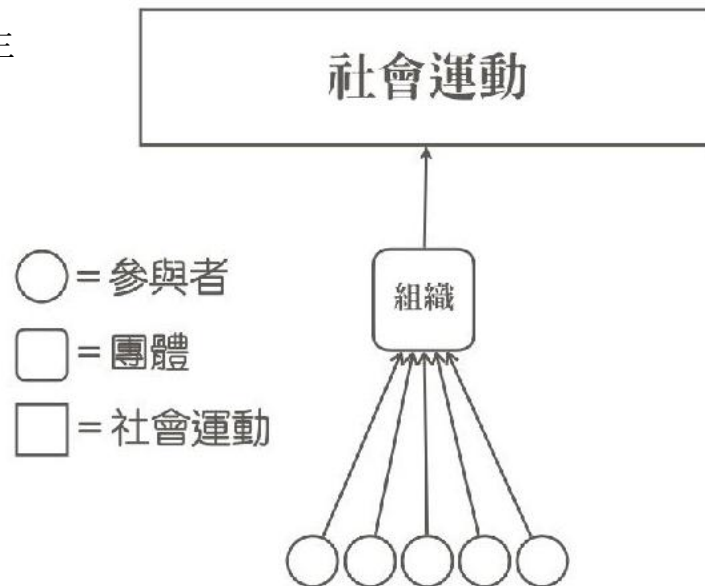 社會運動
= 參與者
組織
= 團體
= 社會運動